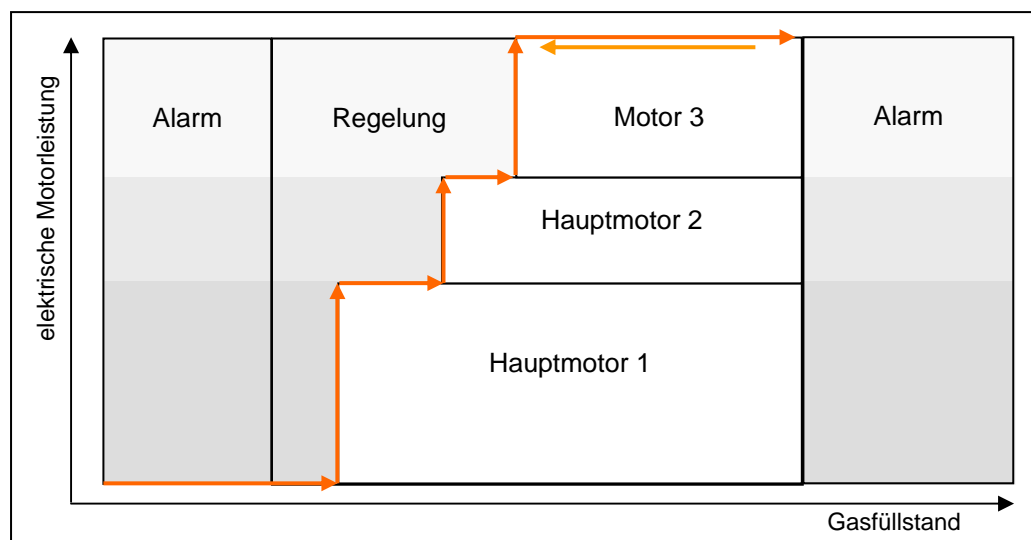 elektrische Motorleistung
Alarm
Regelung
Motor 3
Alarm
Hauptmotor 2
Hauptmotor 1
Gasfüllstand